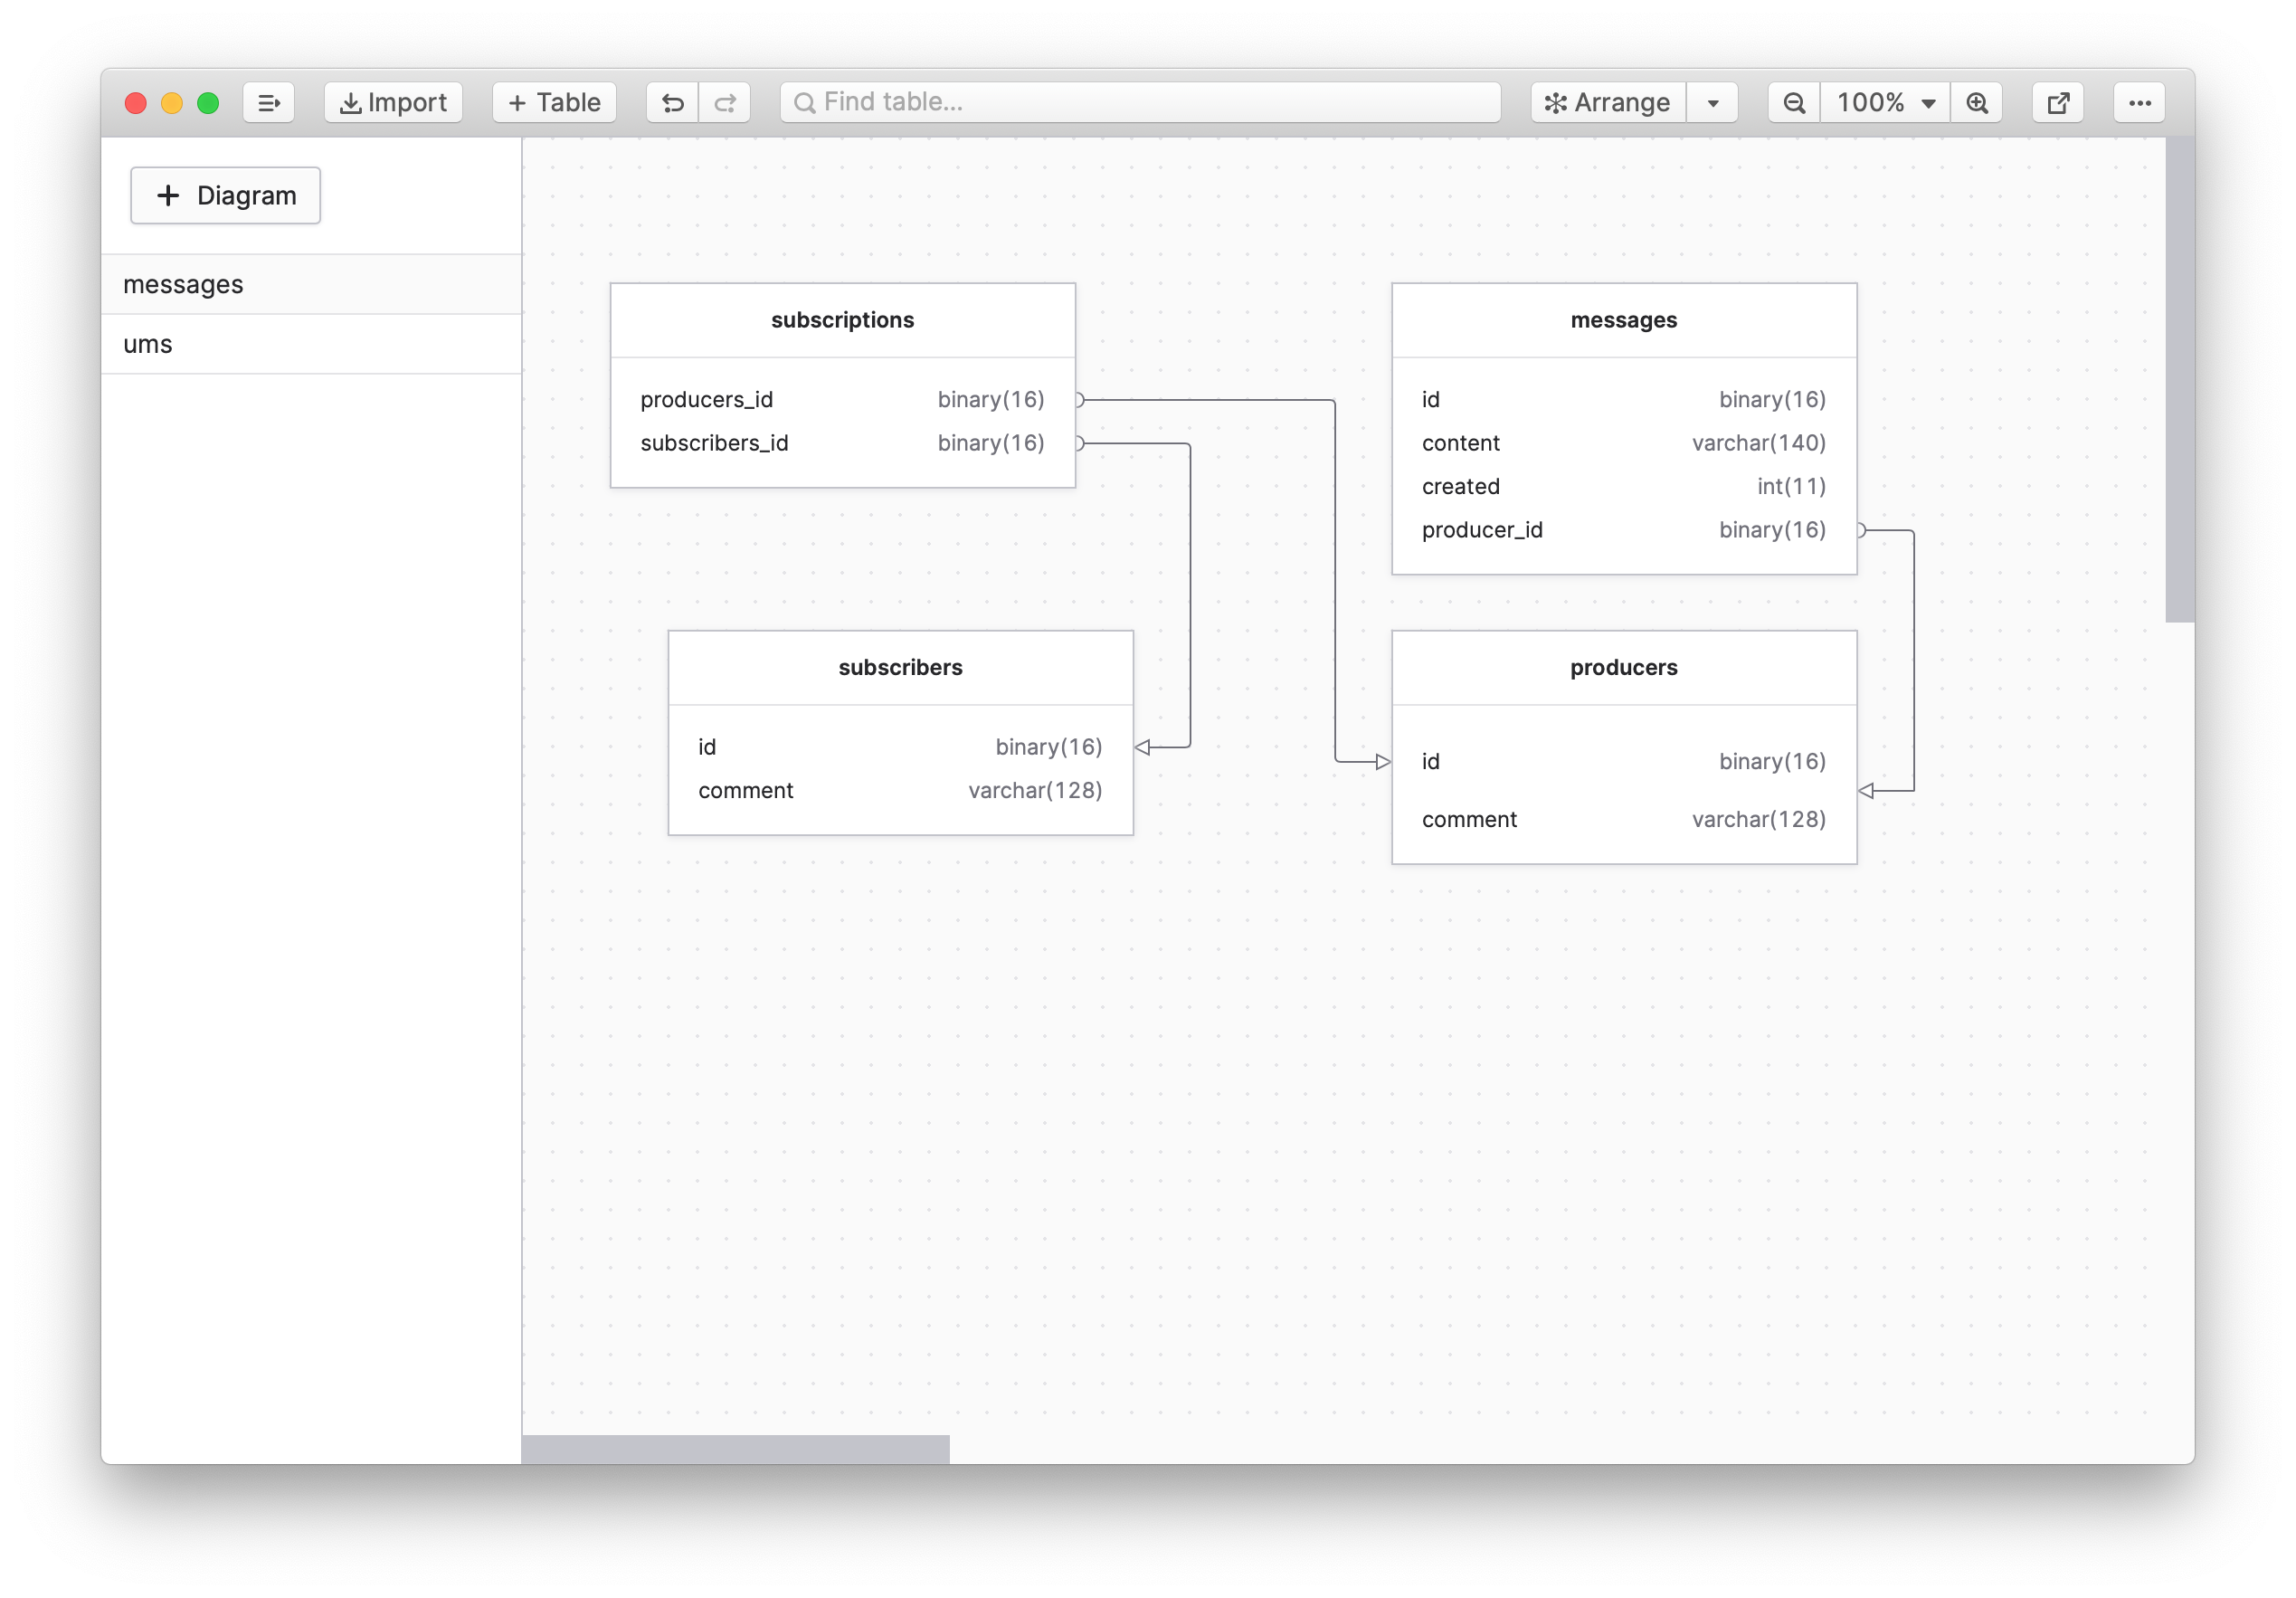 Import
+ Table
Find table...
Arrange
100%
+ Diagram
messages
ums
subscriptions
producers_id binary(16)
subscribers_id binary(16)
messages
id binary(16)
content varchar(140)
created int(11)
producer_id binary(16)
subscribers
id binary(16)
comment varchar(128)
producers
id binary(16)
comment varchar(128)